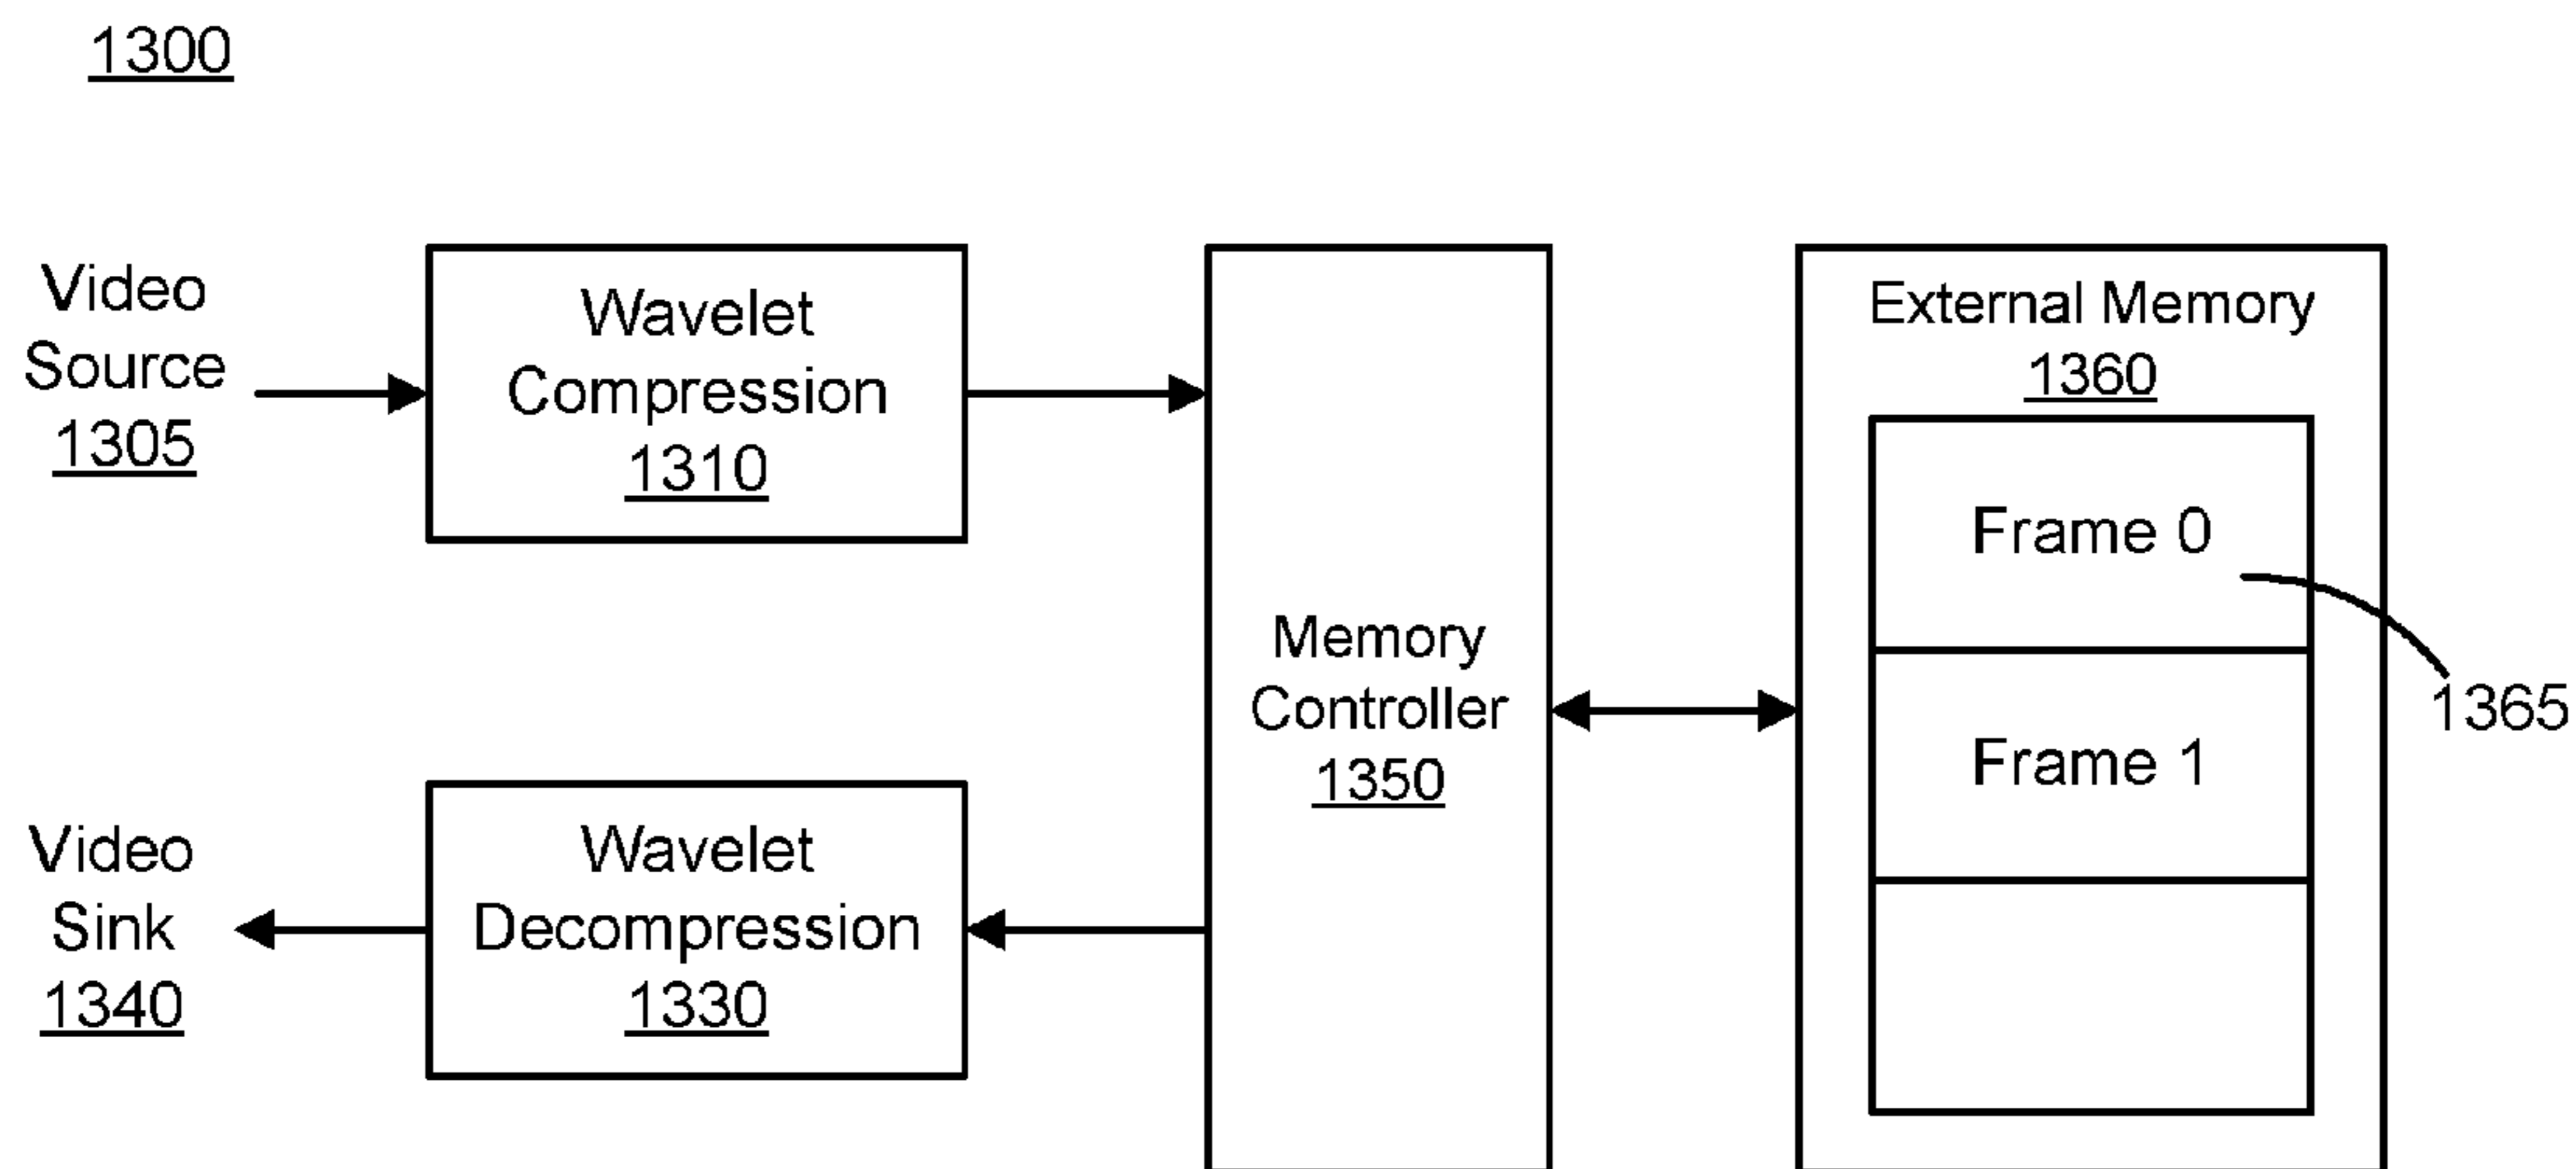 1300
Video
Source
1305
Wavelet
Compression
1310
Video
Sink
1340
Wavelet
Decompression
1330
Memory
Controller
1350
External Memory
1360
Frame 0
Frame 1
1365